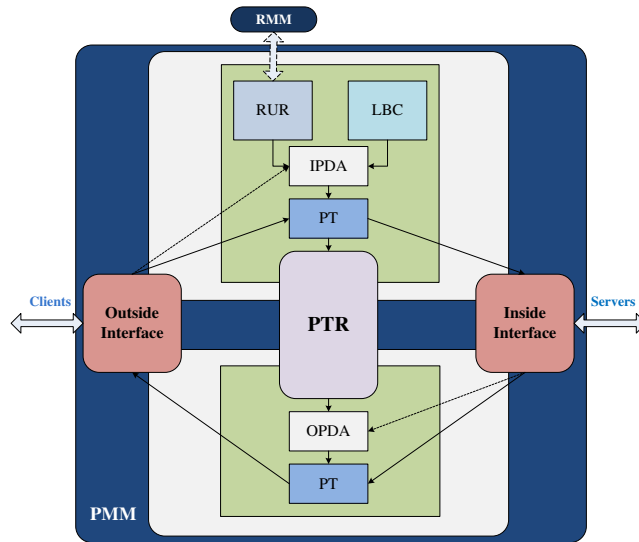 RMM
RUR
LBC
IPDA
PT
Clients
Outside
Interface
PTR
Inside
Interface
Servers
OPDA
PT
PMM